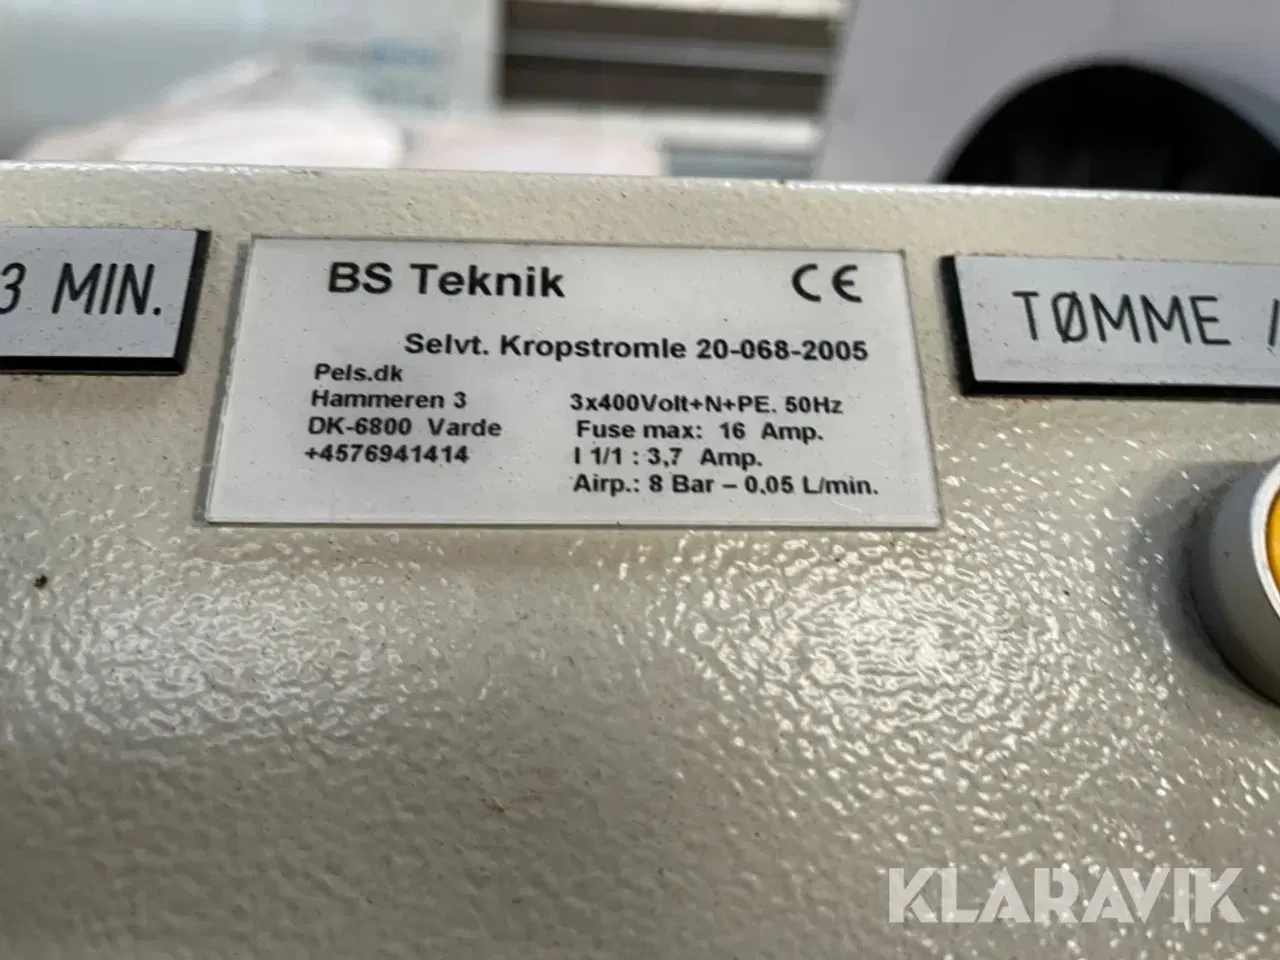 3 MIN.
BS Teknik CE
Selvt. Kropstromle 20-068-2005
Pels.dk
Hammeren 3
DK-6800 Varde
+4576941414
3x400Volt+N+PE. 50Hz
Fuse max: 16 Amp.
I 1/1 : 3,7 Amp.
Airp.: 8 Bar – 0,05 L/min.
TØMME
KLARAVIK